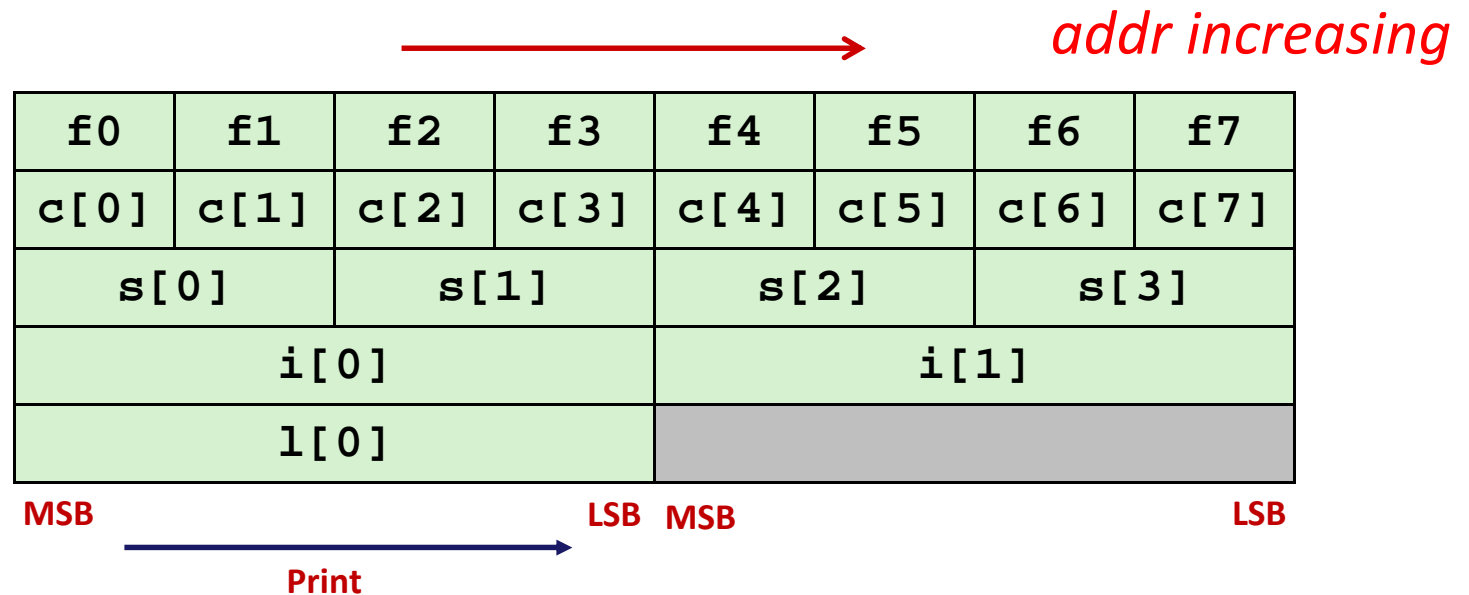 addr increasing
f0 f1 f2 f3 f4 f5 f6 f7
c[0] c[1] c[2] c[3] c[4] c[5] c[6] c[7]
s[0] s[1] s[2] s[3]
i[0] i[1]
l[0]
MSB LSB MSB LSB
Print